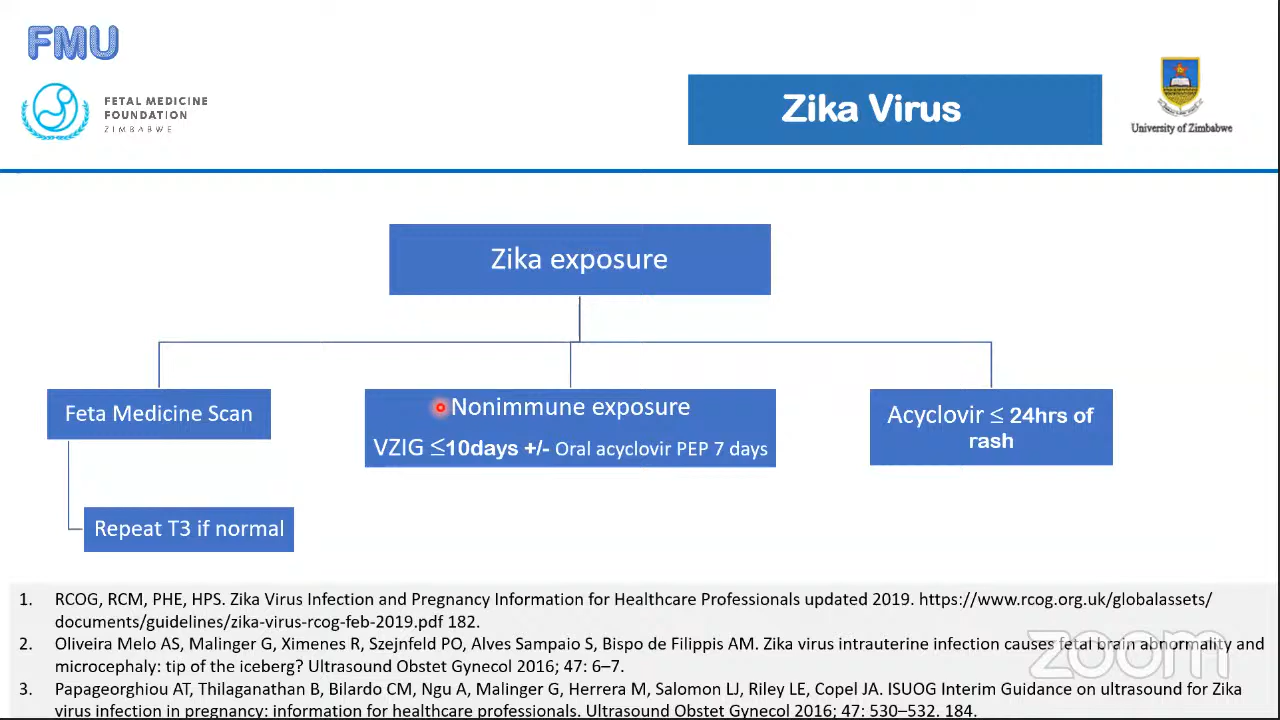 FMU
FETAL MEDICINE
FOUNDATION
ZIMBABWE
Zika Virus
University of Zimbabwe
Zika exposure
Feta Medicine Scan
Nonimmune exposure
VZIG ≤10days +/- Oral acyclovir PEP 7 days
Acyclovir ≤ 24hrs of
rash
Repeat T3 if normal
1. RCOG, RCM, PHE, HPS. Zika Virus Infection and Pregnancy Information for Healthcare Professionals updated 2019. https://www.rcog.org.uk/globalassets/
documents/guidelines/zika-virus-rcog-feb-2019.pdf 182.
2. Oliveira Melo AS, Malinger G, Ximenes R, Szejnfeld PO, Alves Sampaio S, Bispo de Filippis AM. Zika virus intrauterine infection causes fetal brain abnormality and
microcephaly: tip of the iceberg? Ultrasound Obstet Gynecol 2016; 47: 6–7.
3. Papageorghiou AT, Thilaganathan B, Bilardo CM, Ngu A, Malinger G, Herrera M, Salomon LJ, Riley LE, Copel JA. ISUOG Interim Guidance on ultrasound for Zika
virus infection in pregnancy: information for healthcare professionals. Ultrasound Obstet Gynecol 2016; 47: 530–532. 184.
zoom